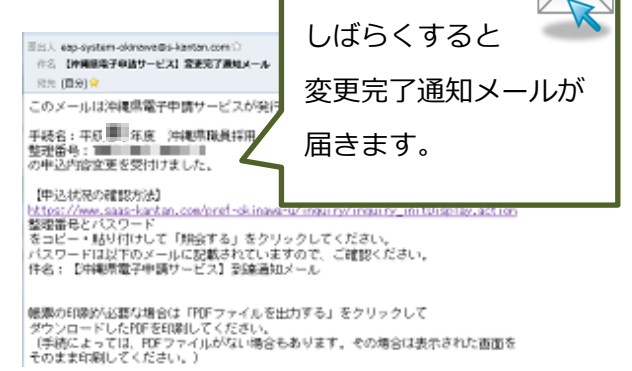 しばらくすると
変更完了通知メールが
届きます。
差出人 eap-system-okinawa@s-kantan.com
件名 【沖縄県電子申請サービス】変更完了通知メール
宛先 (自分)
このメールは沖縄県電子申請サービスが発行
手続名：平成 年度 沖縄県職員採用
整理番号：
の申込内容変更を受付けました。
【申込状況の確認方法】
https://www.saas-kantan.com/pref-okinawa-u/inquiry/inquiry_initDisplay.action
整理番号とパスワード
をコピー・貼り付けして「照会する」をクリックしてください。
パスワードは以下のメールに記載されていますので、ご確認ください。
件名：【沖縄県電子申請サービス】到達通知メール
帳票の印刷が必要な場合は「PDFファイルを出力する」をクリックして
ダウンロードしたPDFを印刷してください。
（手続によっては、PDFファイルがない場合もあります。その場合は表示された画面を
そのまま印刷してください。）